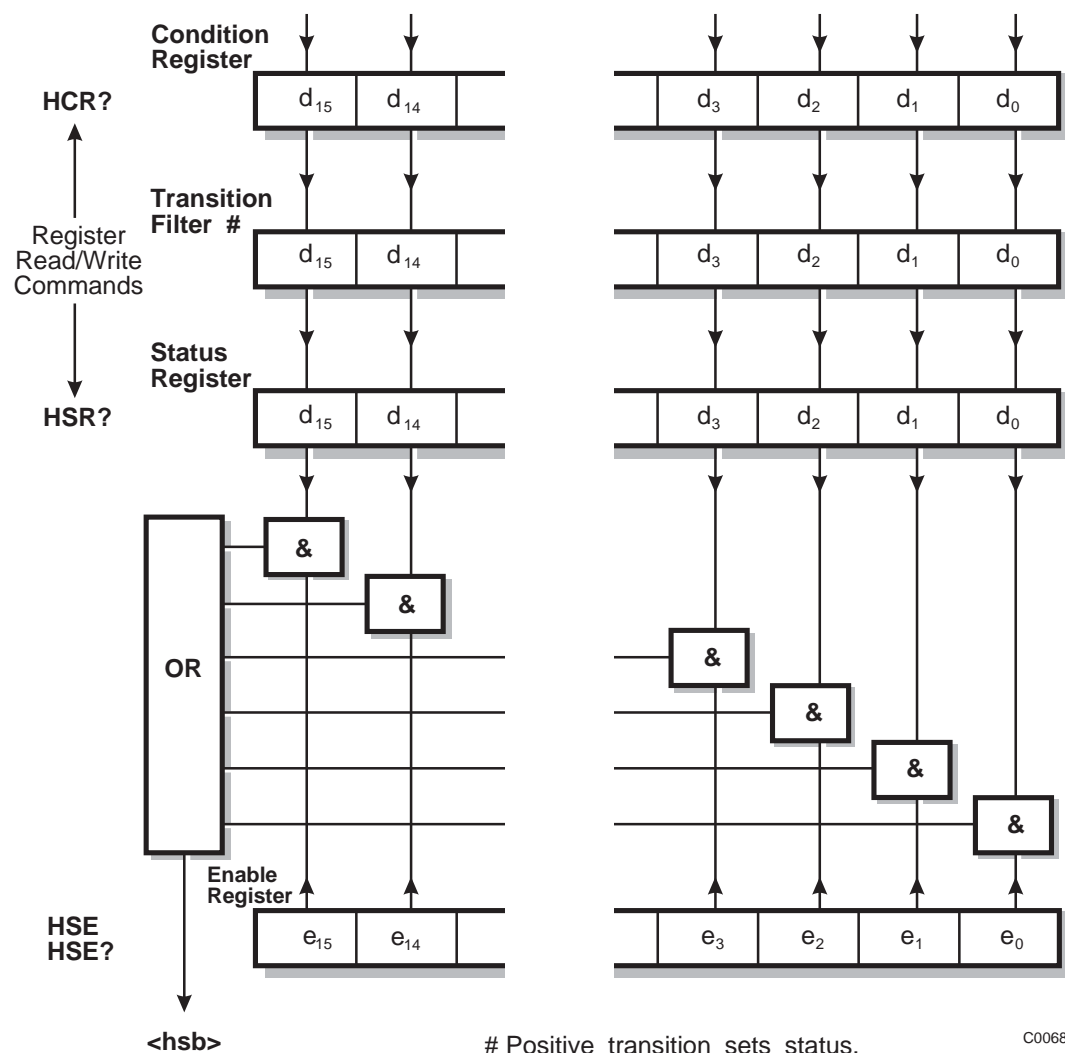 Condition
Register
HCR?
d15 d14 d3 d2 d1 d0
Transition
Filter #
Register
Read/Write
Commands
d15 d14 d3 d2 d1 d0
Status
Register
HSR?
d15 d14 d3 d2 d1 d0
&
&
OR
&
&
&
&
Enable
Register
HSE
HSE?
e15 e14 e3 e2 e1 e0
<hsb>
# Positive transition sets status.
C0068